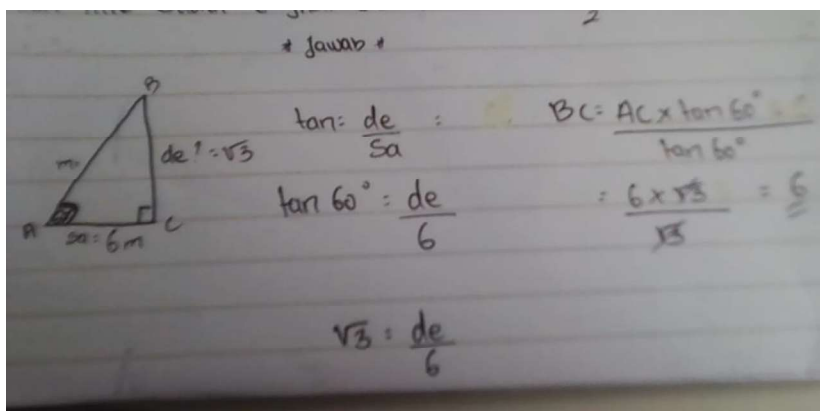 2
* Jawab *
B
m
de? = √3
A
C
sa = 6m
tan = de/sa =
tan 60° = de/6
√3 = de/6
BC = AC x tan 60° / tan 60°
= 6 x √3 / √3 = 6